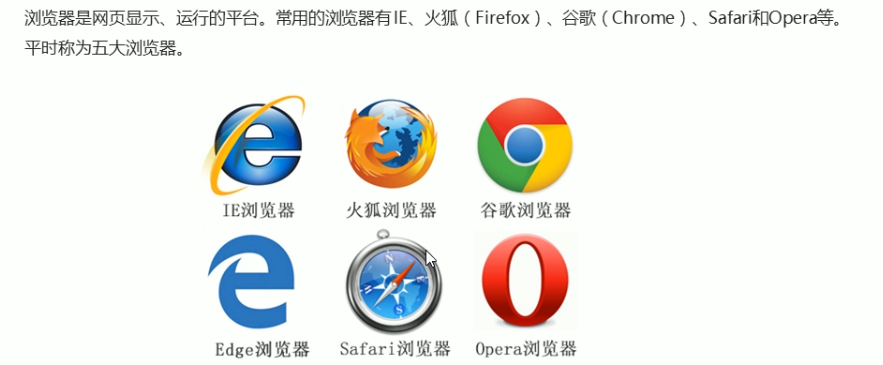 浏览器是网页显示、运行的平台。常用的浏览器有IE、火狐（Firefox）、谷歌（Chrome）、Safari和Opera等。
平时称为五大浏览器。
IE浏览器 火狐浏览器 谷歌浏览器
N
S
Edge浏览器 Safari浏览器 Opera浏览器